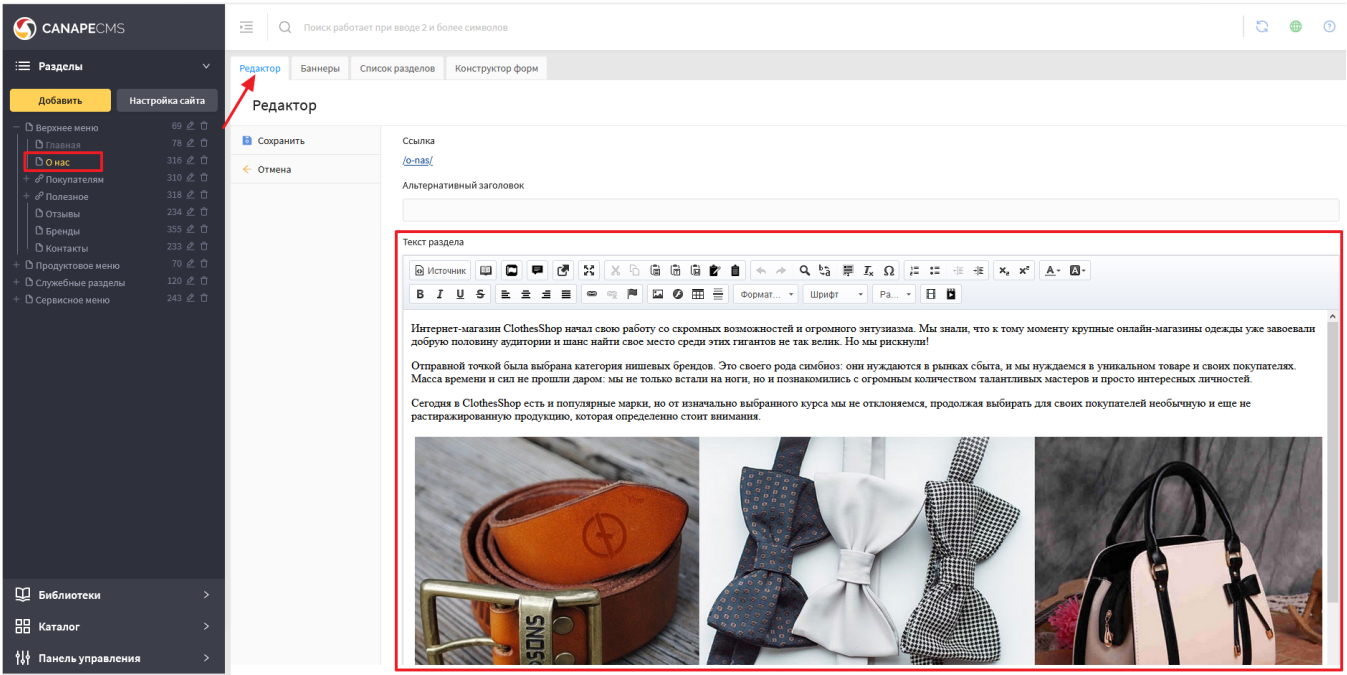 CANAPECMS
Поиск работает при вводе 2 и более символов
Разделы
Добавить
Настройка сайта
Верхнее меню 69
Главная 78
О нас 316
Покупателям 310
Полезное 318
Отзывы 234
Бренды 355
Контакты 233
Продуктовое меню 70
Служебные разделы 120
Сервисное меню 243
Библиотеки
Каталог
Панель управления
Редактор
Баннеры
Список разделов
Конструктор форм
Редактор
Сохранить
Отмена
Ссылка
/o-nas/
Альтернативный заголовок
Текст раздела
Источник
Формат...
Шрифт
Ра...
Интернет-магазин ClothesShop начал свою работу со скромных возможностей и огромного энтузиазма. Мы знали, что к тому моменту крупные онлайн-магазины одежды уже завоевали
добрую половину аудитории и шанс найти свое место среди этих гигантов не так велик. Но мы рискнули!
Отправной точкой была выбрана категория нишевых брендов. Это своего рода симбиоз: они нуждаются в рынках сбыта, и мы нуждаемся в уникальном товаре и своих покупателях.
Масса времени и сил не прошли даром: мы не только встали на ноги, но и познакомились с огромным количеством талантливых мастеров и просто интересных личностей.
Сегодня в ClothesShop есть и популярные марки, но от изначально выбранного курса мы не отклоняемся, продолжая выбирать для своих покупателей необычную и еще не
растиражированную продукцию, которая определенно стоит внимания.